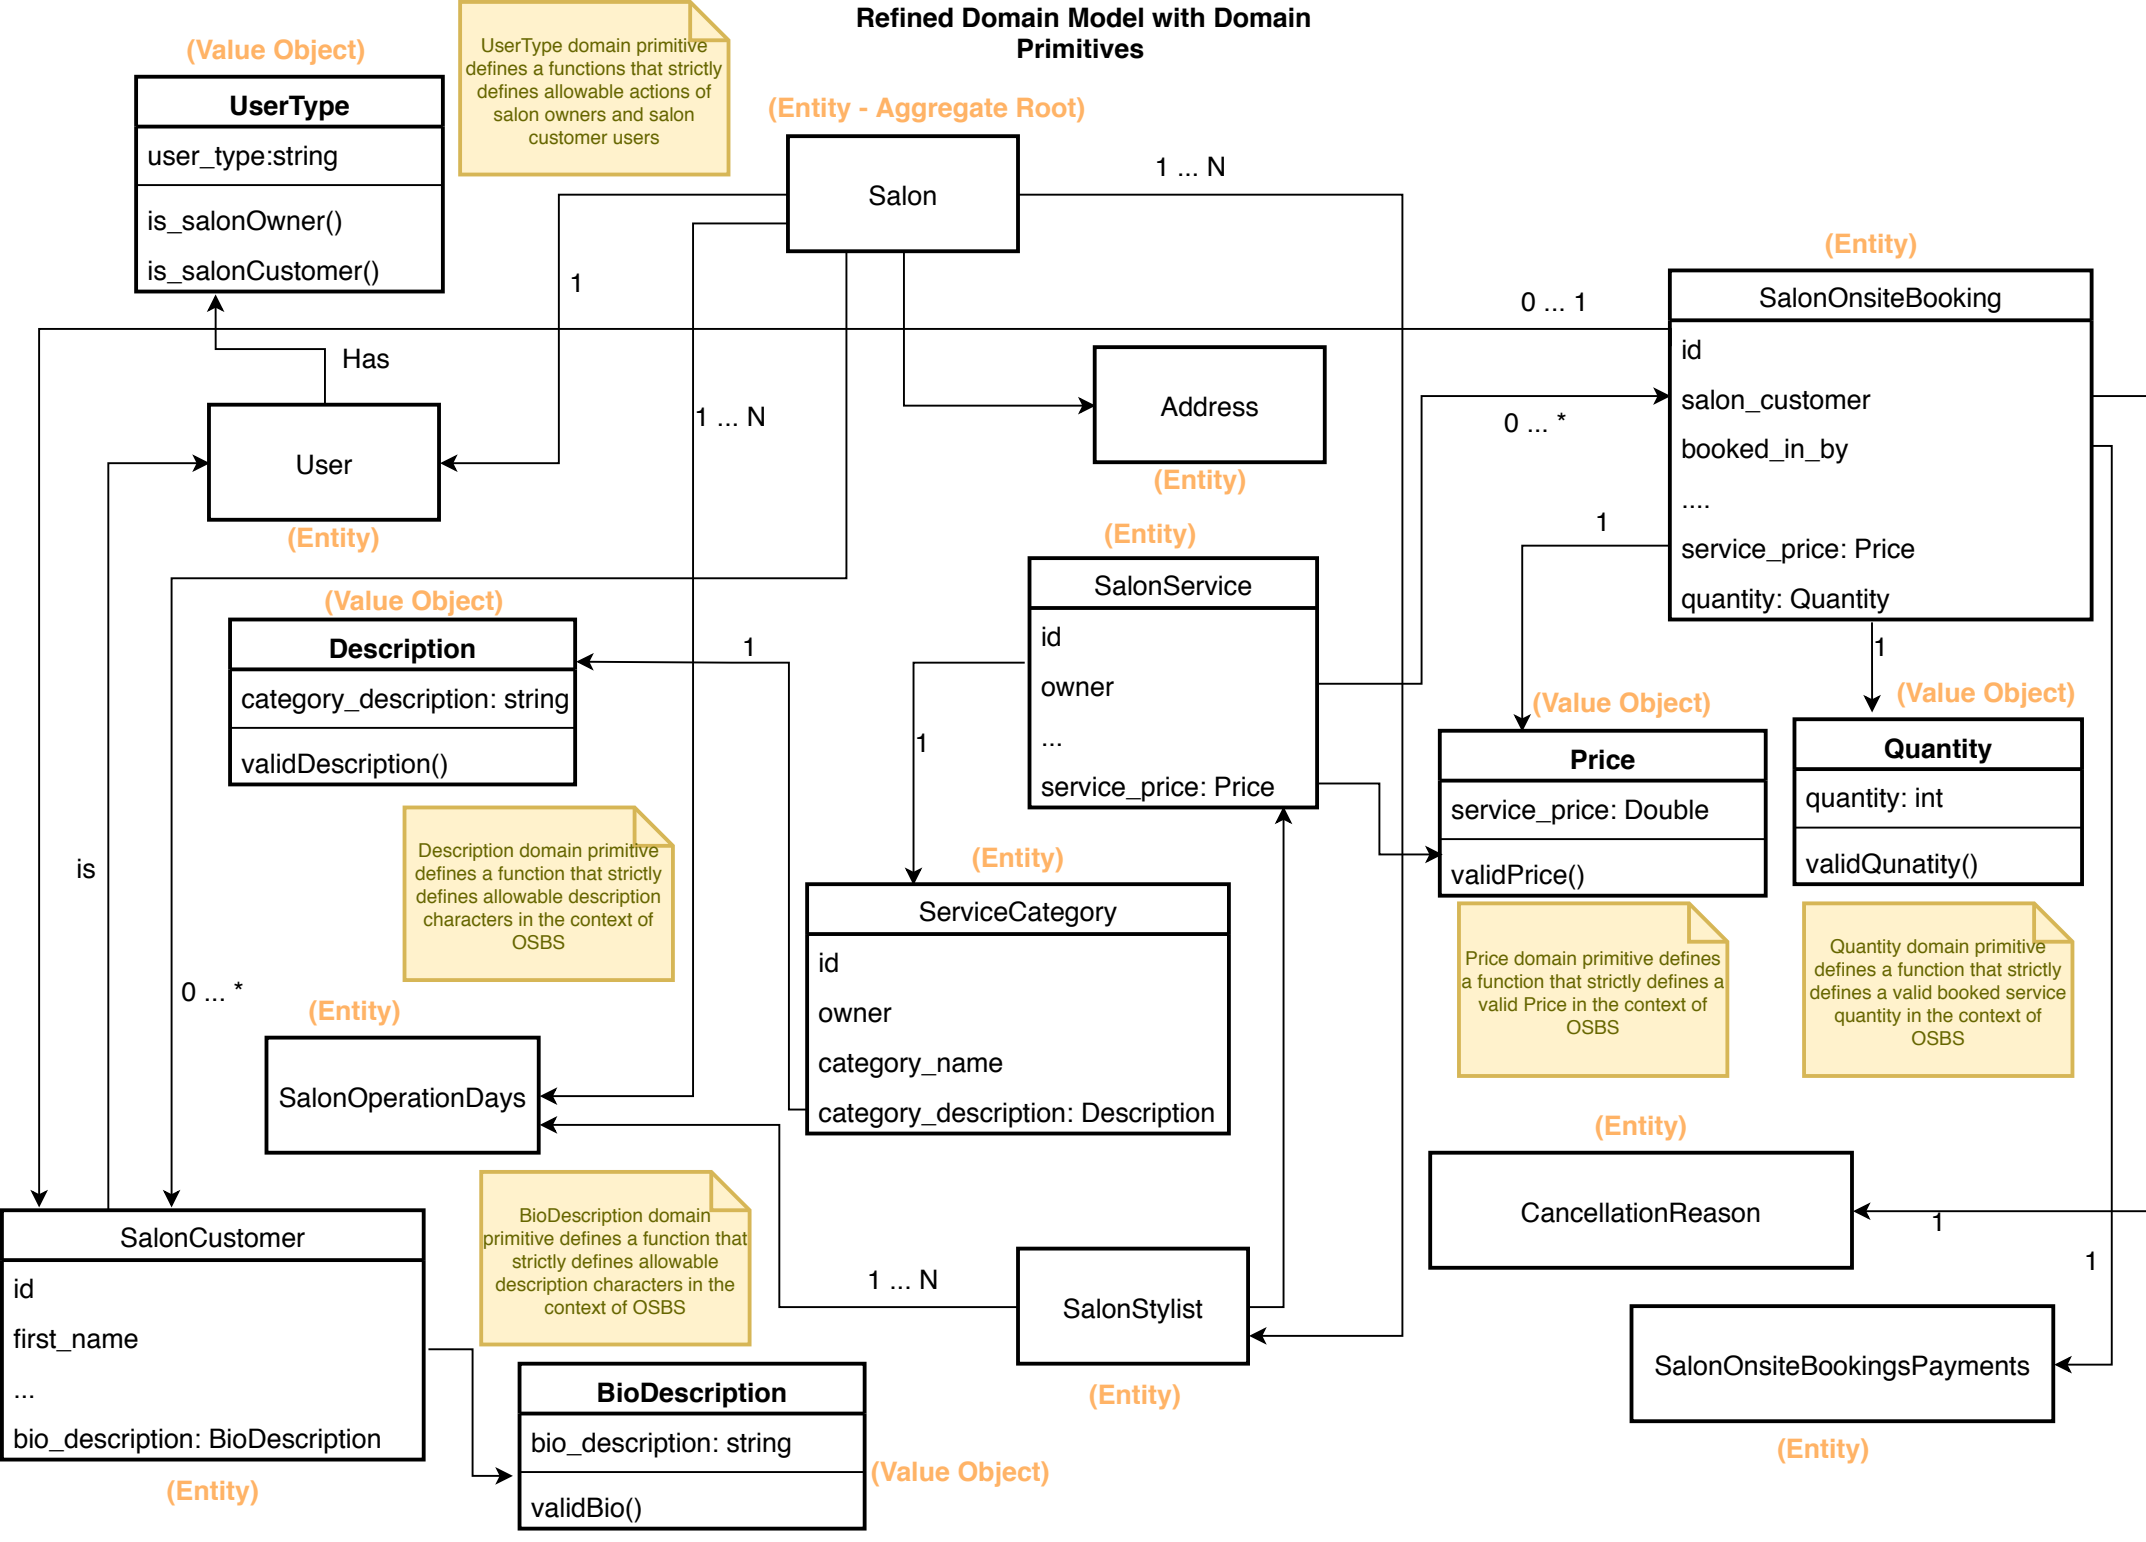 Refined Domain Model with Domain
Primitives
(Value Object)
UserType
user_type:string
is_salonOwner()
is_salonCustomer()
UserType domain primitive
defines a functions that strictly
defines allowable actions of
salon owners and salon
customer users
(Entity - Aggregate Root)
Salon
1 ... N
1
1 ... N
0 ... 1
Has
User
(Entity)
Address
(Entity)
(Entity)
SalonOnsiteBooking
id
salon_customer
booked_in_by
....
service_price: Price
quantity: Quantity
0 ... *
1
1
(Entity)
SalonService
id
owner
...
service_price: Price
(Value Object)
Description
category_description: string
validDescription()
1
1
Description domain primitive
defines a function that strictly
defines allowable description
characters in the context of
OSBS
(Value Object)
Price
service_price: Double
validPrice()
(Value Object)
Quantity
quantity: int
validQunatity()
Price domain primitive defines
a function that strictly defines a
valid Price in the context of
OSBS
Quantity domain primitive
defines a function that strictly
defines a valid booked service
quantity in the context of
OSBS
is
0 ... *
(Entity)
ServiceCategory
id
owner
category_name
category_description: Description
(Entity)
SalonOperationDays
(Entity)
CancellationReason
1
1
SalonOnsiteBookingsPayments
(Entity)
BioDescription domain
primitive defines a function that
strictly defines allowable
description characters in the
context of OSBS
1 ... N
SalonStylist
(Entity)
SalonCustomer
id
first_name
...
bio_description: BioDescription
(Entity)
BioDescription
bio_description: string
validBio()
(Value Object)